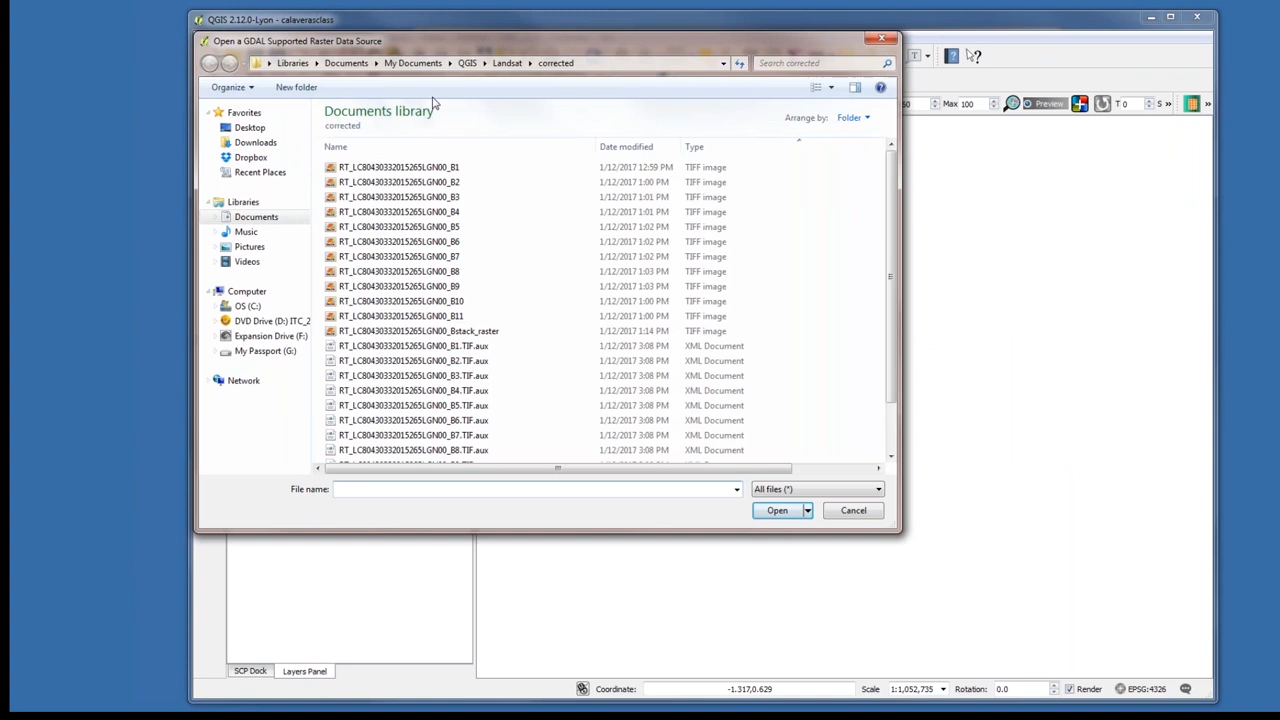 QGIS 2.12.0-Lyon - calaverasclass
Open a GDAL Supported Raster Data Source
Libraries Documents My Documents QGIS Landsat corrected
Search corrected
Organize New folder
T
50 Max 100 Preview T 0 S »
»
Documents library
corrected
Arrange by: Folder
Name Date modified Type
Favorites
Desktop
Downloads
Dropbox
Recent Places
Libraries
Documents
Music
Pictures
Videos
Computer
OS (C:)
DVD Drive (D:) ITC_2
Expansion Drive (F:)
My Passport (G:)
Network
RT_LC80430332015265LGN00_B1 1/12/2017 12:59 PM TIFF image
RT_LC80430332015265LGN00_B2 1/12/2017 1:00 PM TIFF image
RT_LC80430332015265LGN00_B3 1/12/2017 1:01 PM TIFF image
RT_LC80430332015265LGN00_B4 1/12/2017 1:01 PM TIFF image
RT_LC80430332015265LGN00_B5 1/12/2017 1:02 PM TIFF image
RT_LC80430332015265LGN00_B6 1/12/2017 1:02 PM TIFF image
RT_LC80430332015265LGN00_B7 1/12/2017 1:02 PM TIFF image
RT_LC80430332015265LGN00_B8 1/12/2017 1:03 PM TIFF image
RT_LC80430332015265LGN00_B9 1/12/2017 1:03 PM TIFF image
RT_LC80430332015265LGN00_B10 1/12/2017 1:00 PM TIFF image
RT_LC80430332015265LGN00_B11 1/12/2017 1:00 PM TIFF image
RT_LC80430332015265LGN00_Bstack_raster 1/12/2017 1:14 PM TIFF image
RT_LC80430332015265LGN00_B1.TIF.aux 1/12/2017 3:08 PM XML Document
RT_LC80430332015265LGN00_B2.TIF.aux 1/12/2017 3:08 PM XML Document
RT_LC80430332015265LGN00_B3.TIF.aux 1/12/2017 3:08 PM XML Document
RT_LC80430332015265LGN00_B4.TIF.aux 1/12/2017 3:08 PM XML Document
RT_LC80430332015265LGN00_B5.TIF.aux 1/12/2017 3:08 PM XML Document
RT_LC80430332015265LGN00_B6.TIF.aux 1/12/2017 3:08 PM XML Document
RT_LC80430332015265LGN00_B7.TIF.aux 1/12/2017 3:08 PM XML Document
RT_LC80430332015265LGN00_B8.TIF.aux 1/12/2017 3:08 PM XML Document
File name: All files (*)
Open Cancel
SCP Dock Layers Panel
Coordinate: -1.317,0.629 Scale 1:1,052,735 Rotation: 0.0 Render EPSG:4326